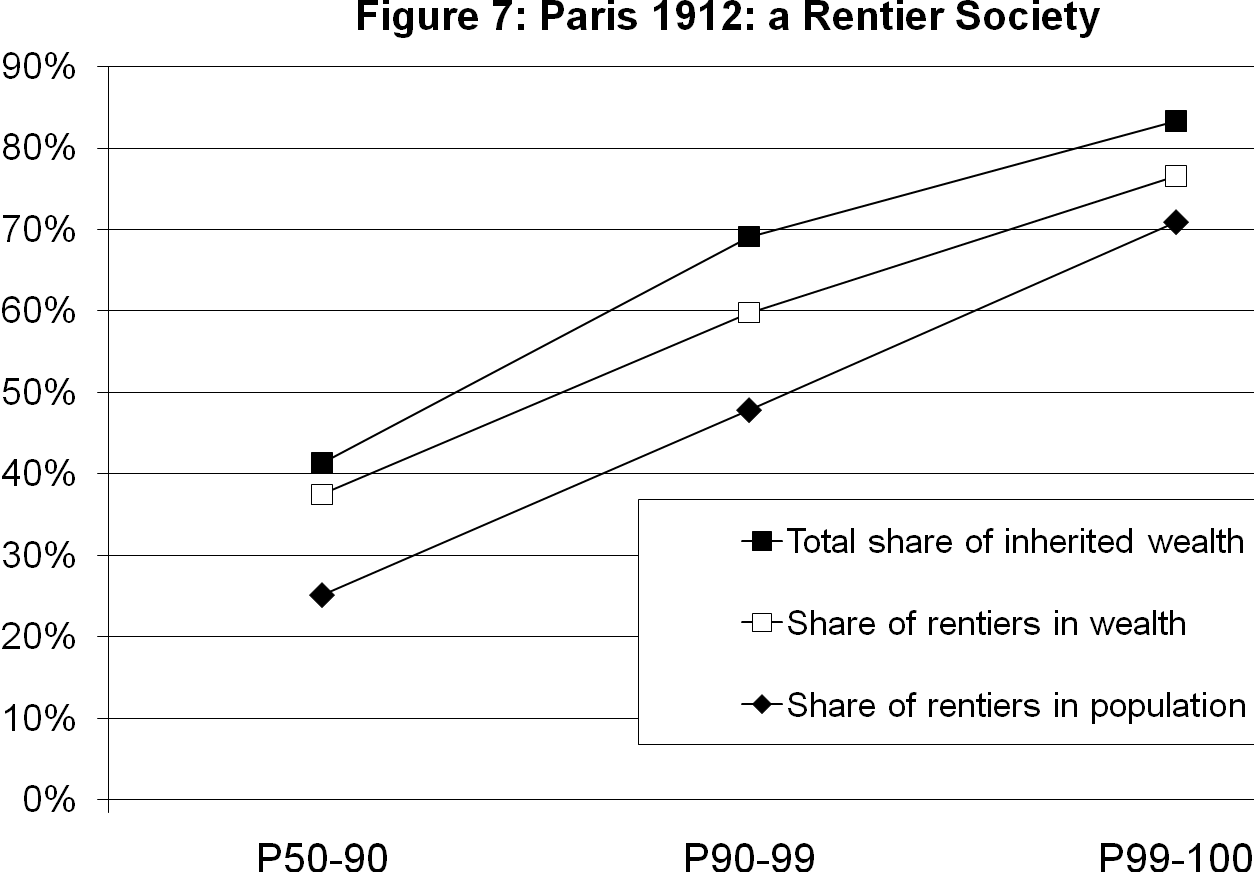 Figure 7: Paris 1912: a Rentier Society
90%
80%
70%
60%
50%
40%
30%
20%
10%
0%
Total share of inherited wealth
Share of rentiers in wealth
Share of rentiers in population
P50-90 P90-99 P99-100